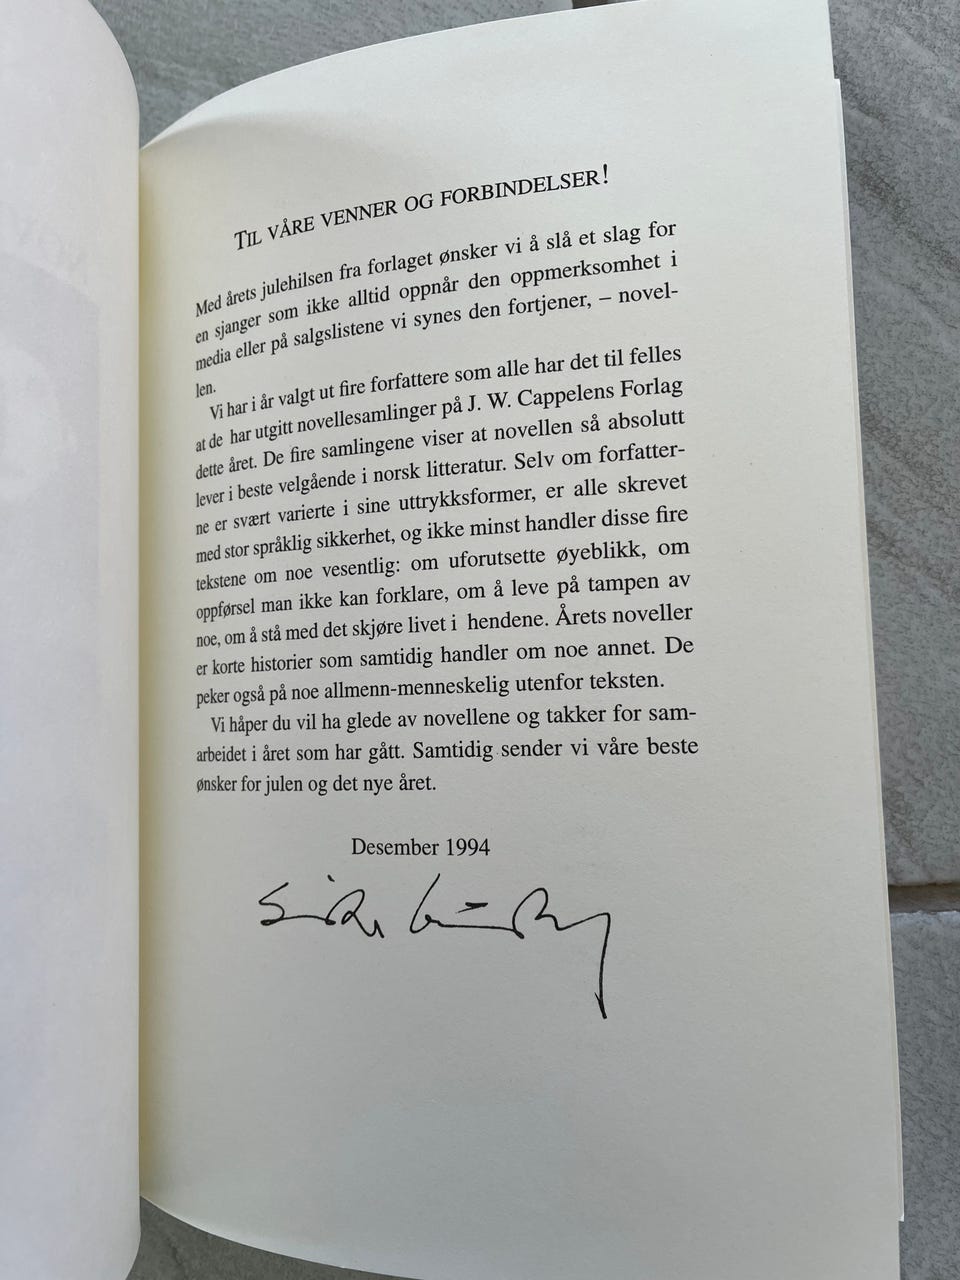 TIL VÅRE VENNER OG FORBINDELSER!
Med årets julehilsen fra forlaget ønsker vi å slå et slag for
en sjanger som ikke alltid oppnår den oppmerksomhet i
media eller på salgslistene vi synes den fortjener, – novel-
len.
Vi har i år valgt ut fire forfattere som alle har det til felles
at de har utgitt novellesamlinger på J. W. Cappelens Forlag
dette året. De fire samlingene viser at novellen så absolutt
lever i beste velgående i norsk litteratur. Selv om forfatter-
ne er svært varierte i sine uttrykksformer, er alle skrevet
med stor språklig sikkerhet, og ikke minst handler disse fire
tekstene om noe vesentlig: om uforutsette øyeblikk, om
oppførsel man ikke kan forklare, om å leve på tampen av
noe, om å stå med det skjøre livet i hendene. Årets noveller
er korte historier som samtidig handler om noe annet. De
peker også på noe allmenn-menneskelig utenfor teksten.
Vi håper du vil ha glede av novellene og takker for sam-
arbeidet i året som har gått. Samtidig sender vi våre beste
ønsker for julen og det nye året.
Desember 1994